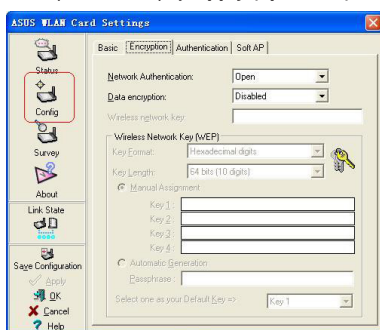 ASUS WLAN Card Settings
Status
Config
Survey
About
Link State
Save Configuration
Apply
OK
Cancel
Help
Basic Encryption Authentication Soft AP
Network Authentication: Open
Data encryption: Disabled
Wireless network key:
Wireless Network Key (WEP)
Key Format: Hexadecimal digits
Key Length: 64 bits (10 digits)
Manual Assignment
Key 1:
Key 2:
Key 3:
Key 4:
Automatic Generation
Passphrase:
Select one as your Default Key => Key 1